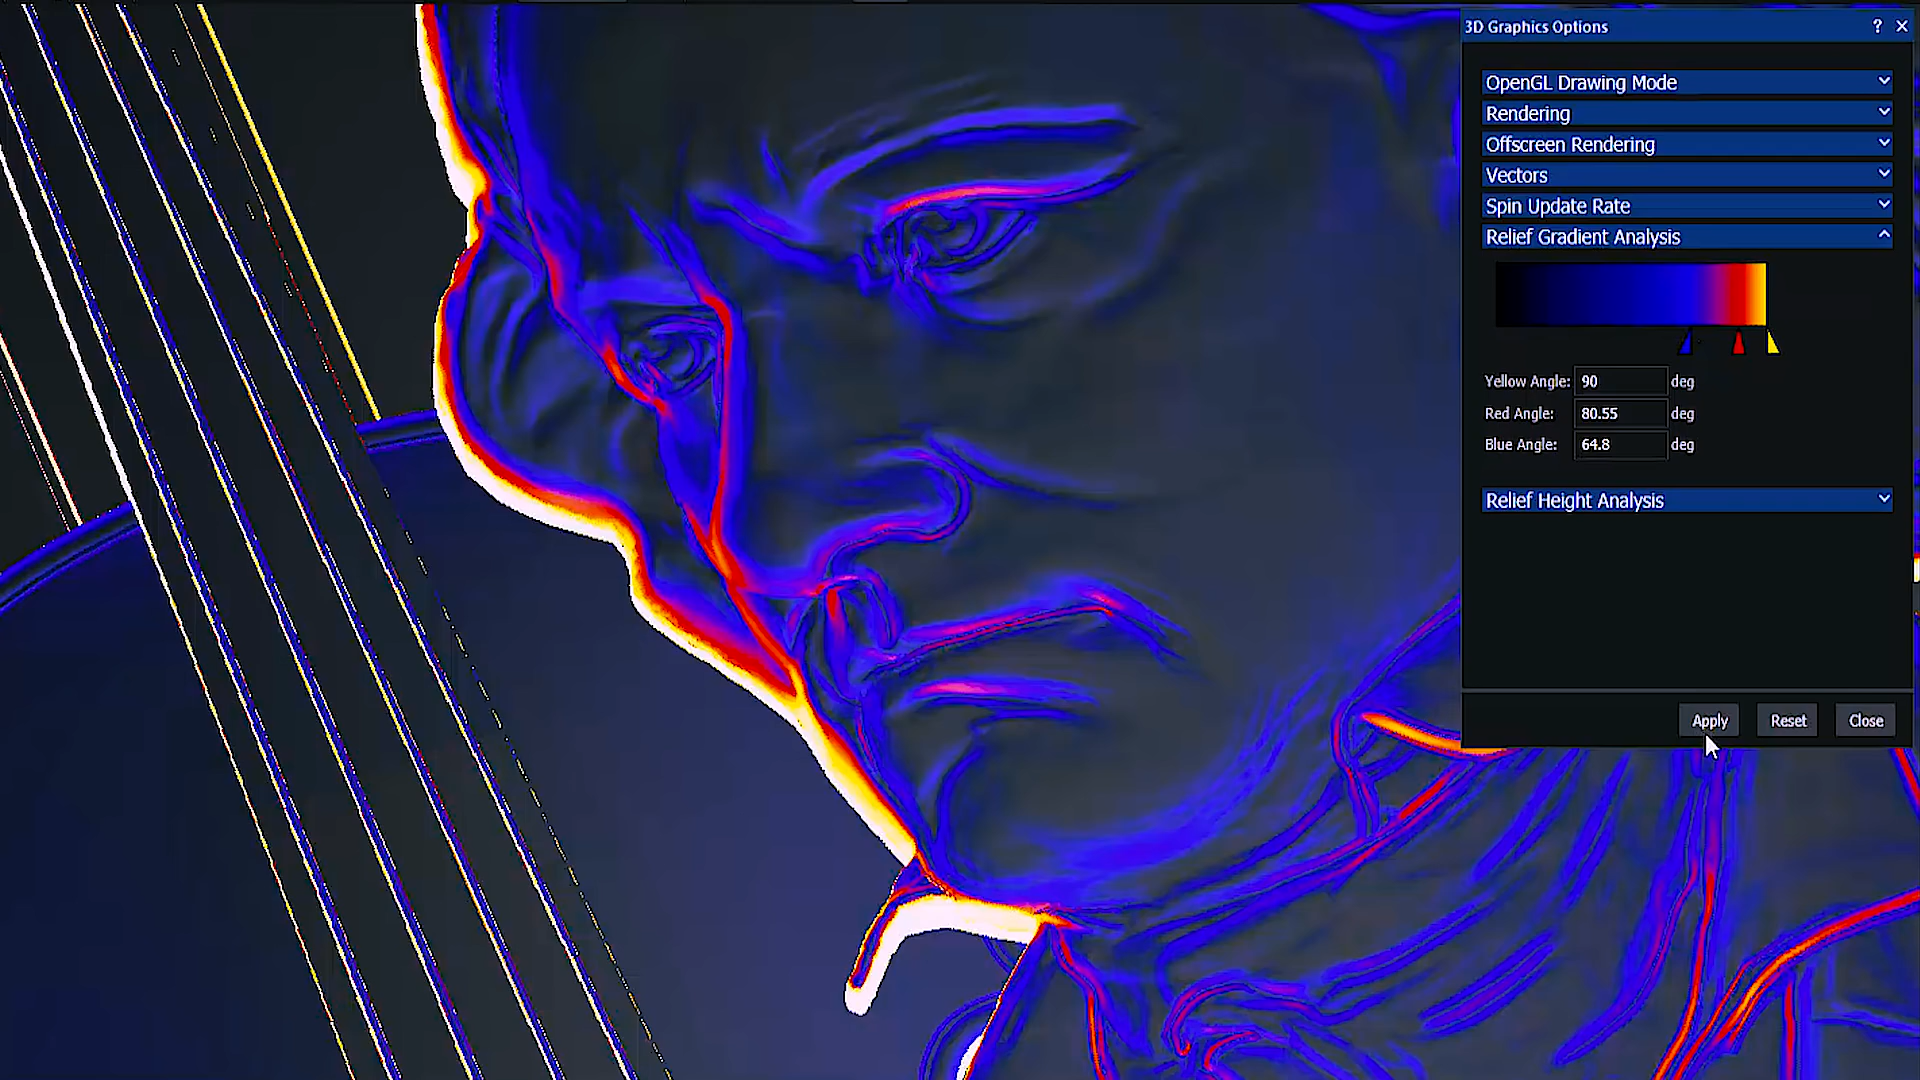 3D Graphics Options ? ×
OpenGL Drawing Mode
Rendering
Offscreen Rendering
Vectors
Spin Update Rate
Relief Gradient Analysis
Yellow Angle: 90 deg
Red Angle: 80.55 deg
Blue Angle: 64.8 deg
Relief Height Analysis
Apply Reset Close